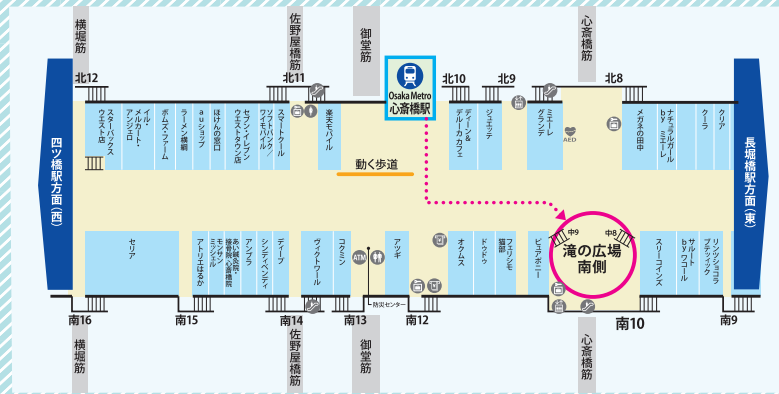 横堀筋
佐野屋橋筋
御堂筋
心斎橋筋
北12
北11
北10
北9
北8
Osaka Metro
心斎橋駅
四ツ橋駅方面(西)
長堀橋駅方面(東)
スターバックス
ウエスト店
イル・
メルカート・
アンジェロ
ポムズ・ファーム
ラーメン横綱
auショップ
ほけんの窓口
セブン-イレブン
ウエストタウン店
ソフトバンク/
ワイモバイル
スマートクール
楽天モバイル
ディーン&
デルーカ カフェ
ジュエッテ
ミエーレ
グランデ
AED
メガネの田中
ナチュラルガール
by ミエーレ
クーラ
クリア
動く歩道
セリア
アトリエはるか
モンサン
ミッシェル
あい鍼灸院・
接骨院 心斎橋院
アンプラ
シンディベンディ
ディープ
ヴィクトワール
コクミン
ATM
アツギ
オクムス
ドゥドゥ
フェリシモ
猫部
ピュアポニー
中9
中8
滝の広場
南側
スリーコインズ
サルート
by ワコール
リンツショコラ
ブティック
防災センター
南16
南15
南14
南13
南12
南10
南9
横堀筋
佐野屋橋筋
御堂筋
心斎橋筋